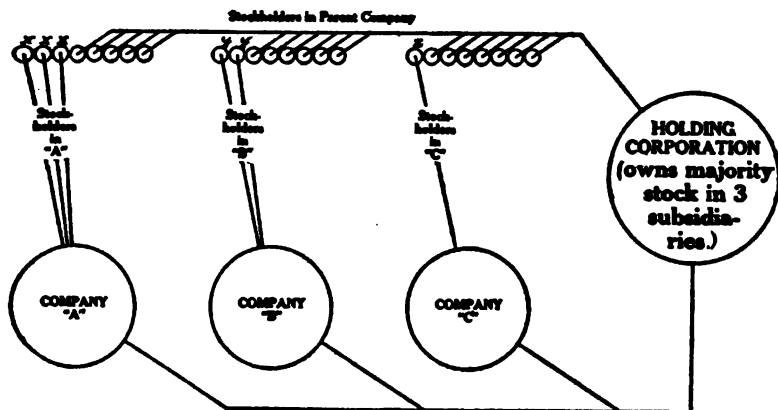 Stockholders in Parent Company
X X X
Y Y
Z
Stock-
holders
in
"A"
Stock-
holders
in
"B"
Stock-
holders
in
"C"
HOLDING
CORPORATION
(owns majority
stock in 3
subsidia-
ries.)
COMPANY
"A"
COMPANY
"B"
COMPANY
"C"